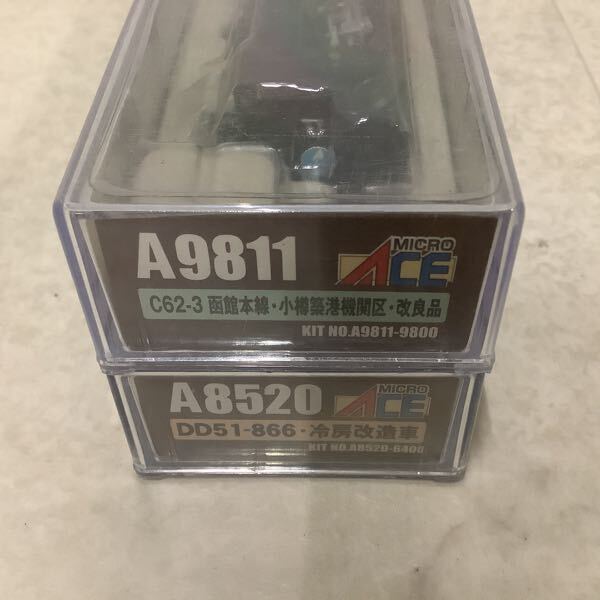 A9811
MICRO
ACE
C62-3 函館本線・小樽築港機関区・改良品
KIT NO.A9811-9800
A8520
MICRO
ACE
DD51-866・冷房改造車
KIT NO.A8520-6400